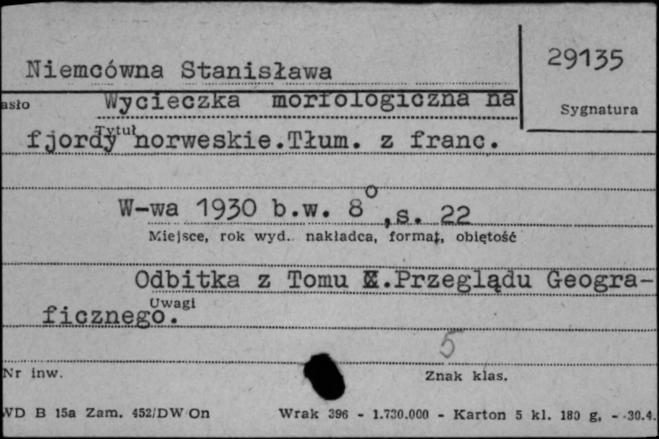 29135
Niemcówna Stanisława
asło
Sygnatura
Wycieczka morfologiczna na
Tytuł
fjordy norweskie.Tłum. z franc.
W-wa 1930 b.w. 8o,s. 22
Miejsce, rok wyd. nakładca, format, objętość
Odbitka z Tomu X.Przeglądu Geogra-
Uwagi
ficznego.
5
Nr inw.
Znak klas.
WD B 15a Zam. 452/DW On Wrak 396 - 1.730.000 - Karton 5 kl. 180 g. - 30.4.